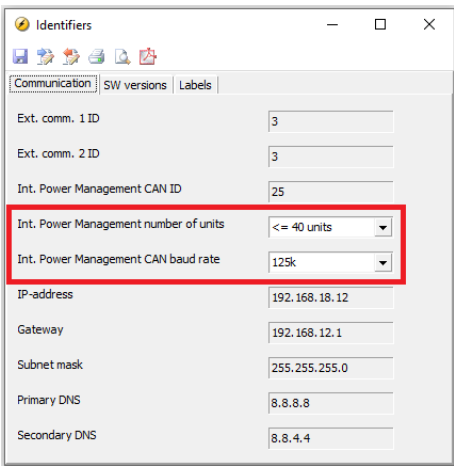 Identifiers
Communication SW versions Labels
Ext. comm. 1 ID 3
Ext. comm. 2 ID 3
Int. Power Management CAN ID 25
Int. Power Management number of units <= 40 units
Int. Power Management CAN baud rate 125k
IP-address 192.168.18.12
Gateway 192.168.12.1
Subnet mask 255.255.255.0
Primary DNS 8.8.8.8
Secondary DNS 8.8.4.4